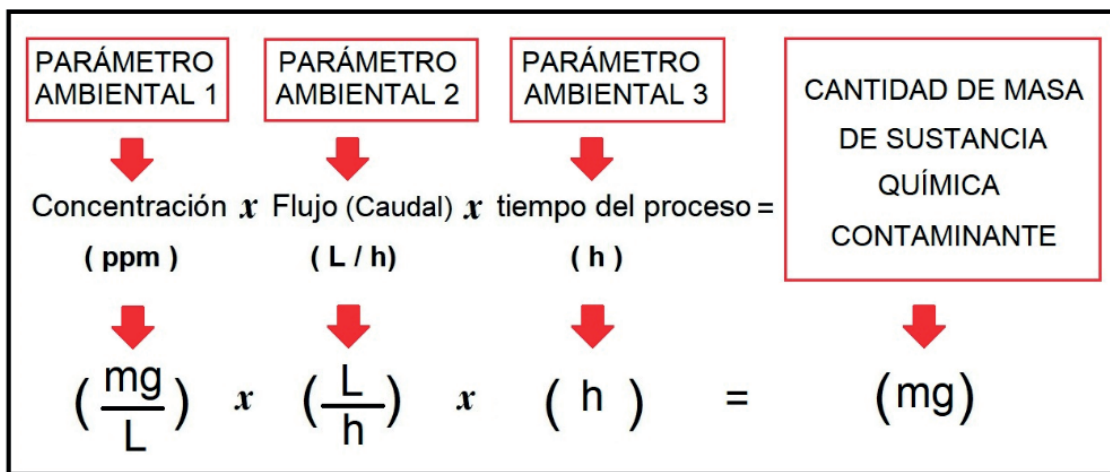 PARÁMETRO
AMBIENTAL 1
PARÁMETRO
AMBIENTAL 2
PARÁMETRO
AMBIENTAL 3
CANTIDAD DE MASA
DE SUSTANCIA
QUÍMICA
CONTAMINANTE
Concentración x Flujo (Caudal) x tiempo del proceso =
( ppm ) ( L / h) ( h )
(mg/L) x (L/h) x ( h ) = (mg)